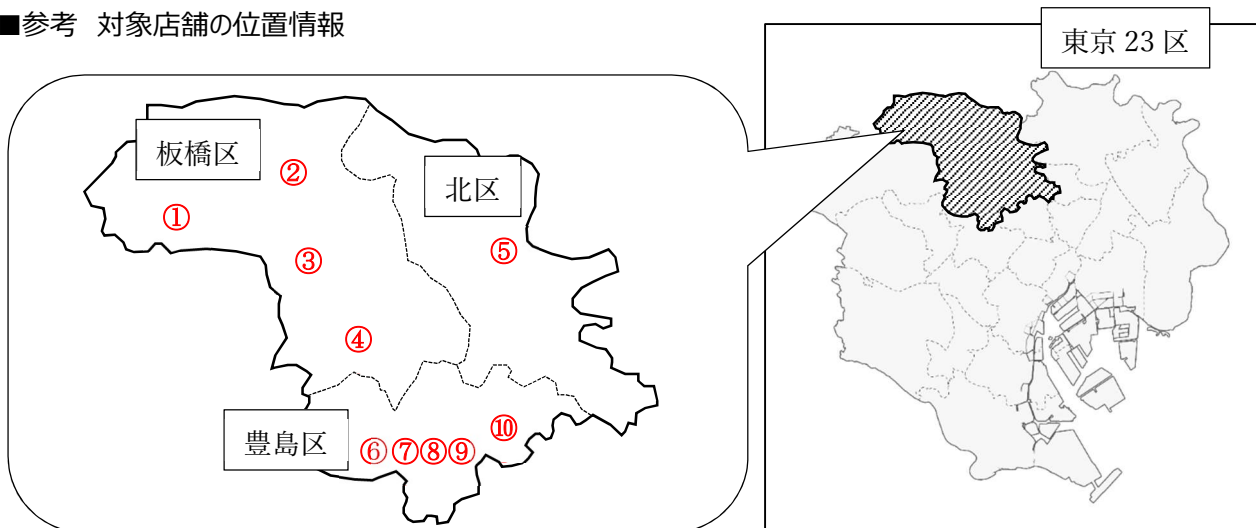 ■参考 対象店舗の位置情報
東京 23 区
板橋区
②
北区
①
⑤
③
④
豊島区
⑥⑦⑧⑨
⑩